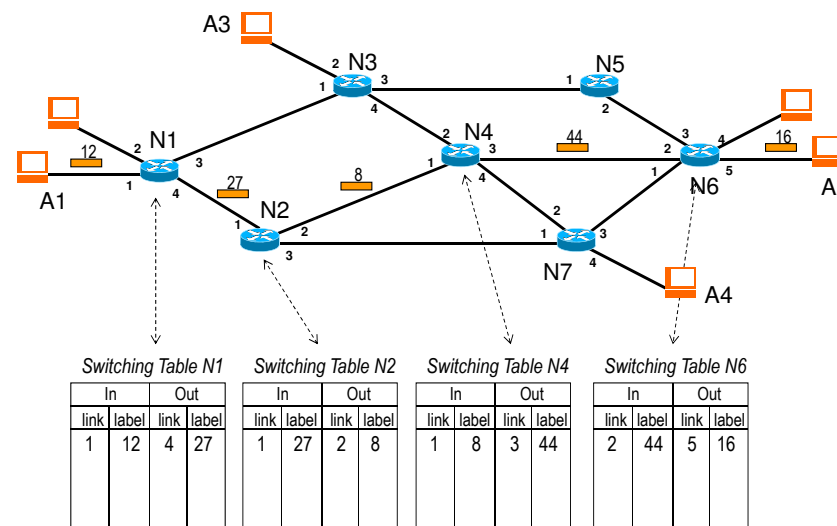 A3
2
N3
3
1
4
N5
1
2
N1
12
2
3
1
4
A1
27
N4
2
3
1
4
8
44
16
3
4
2
5
1
N6
A
N2
1
2
3
2
1
3
4
N7
A4
Switching Table N1
In Out
link label link label
1 12 4 27
Switching Table N2
In Out
link label link label
1 27 2 8
Switching Table N4
In Out
link label link label
1 8 3 44
Switching Table N6
In Out
link label link label
2 44 5 16